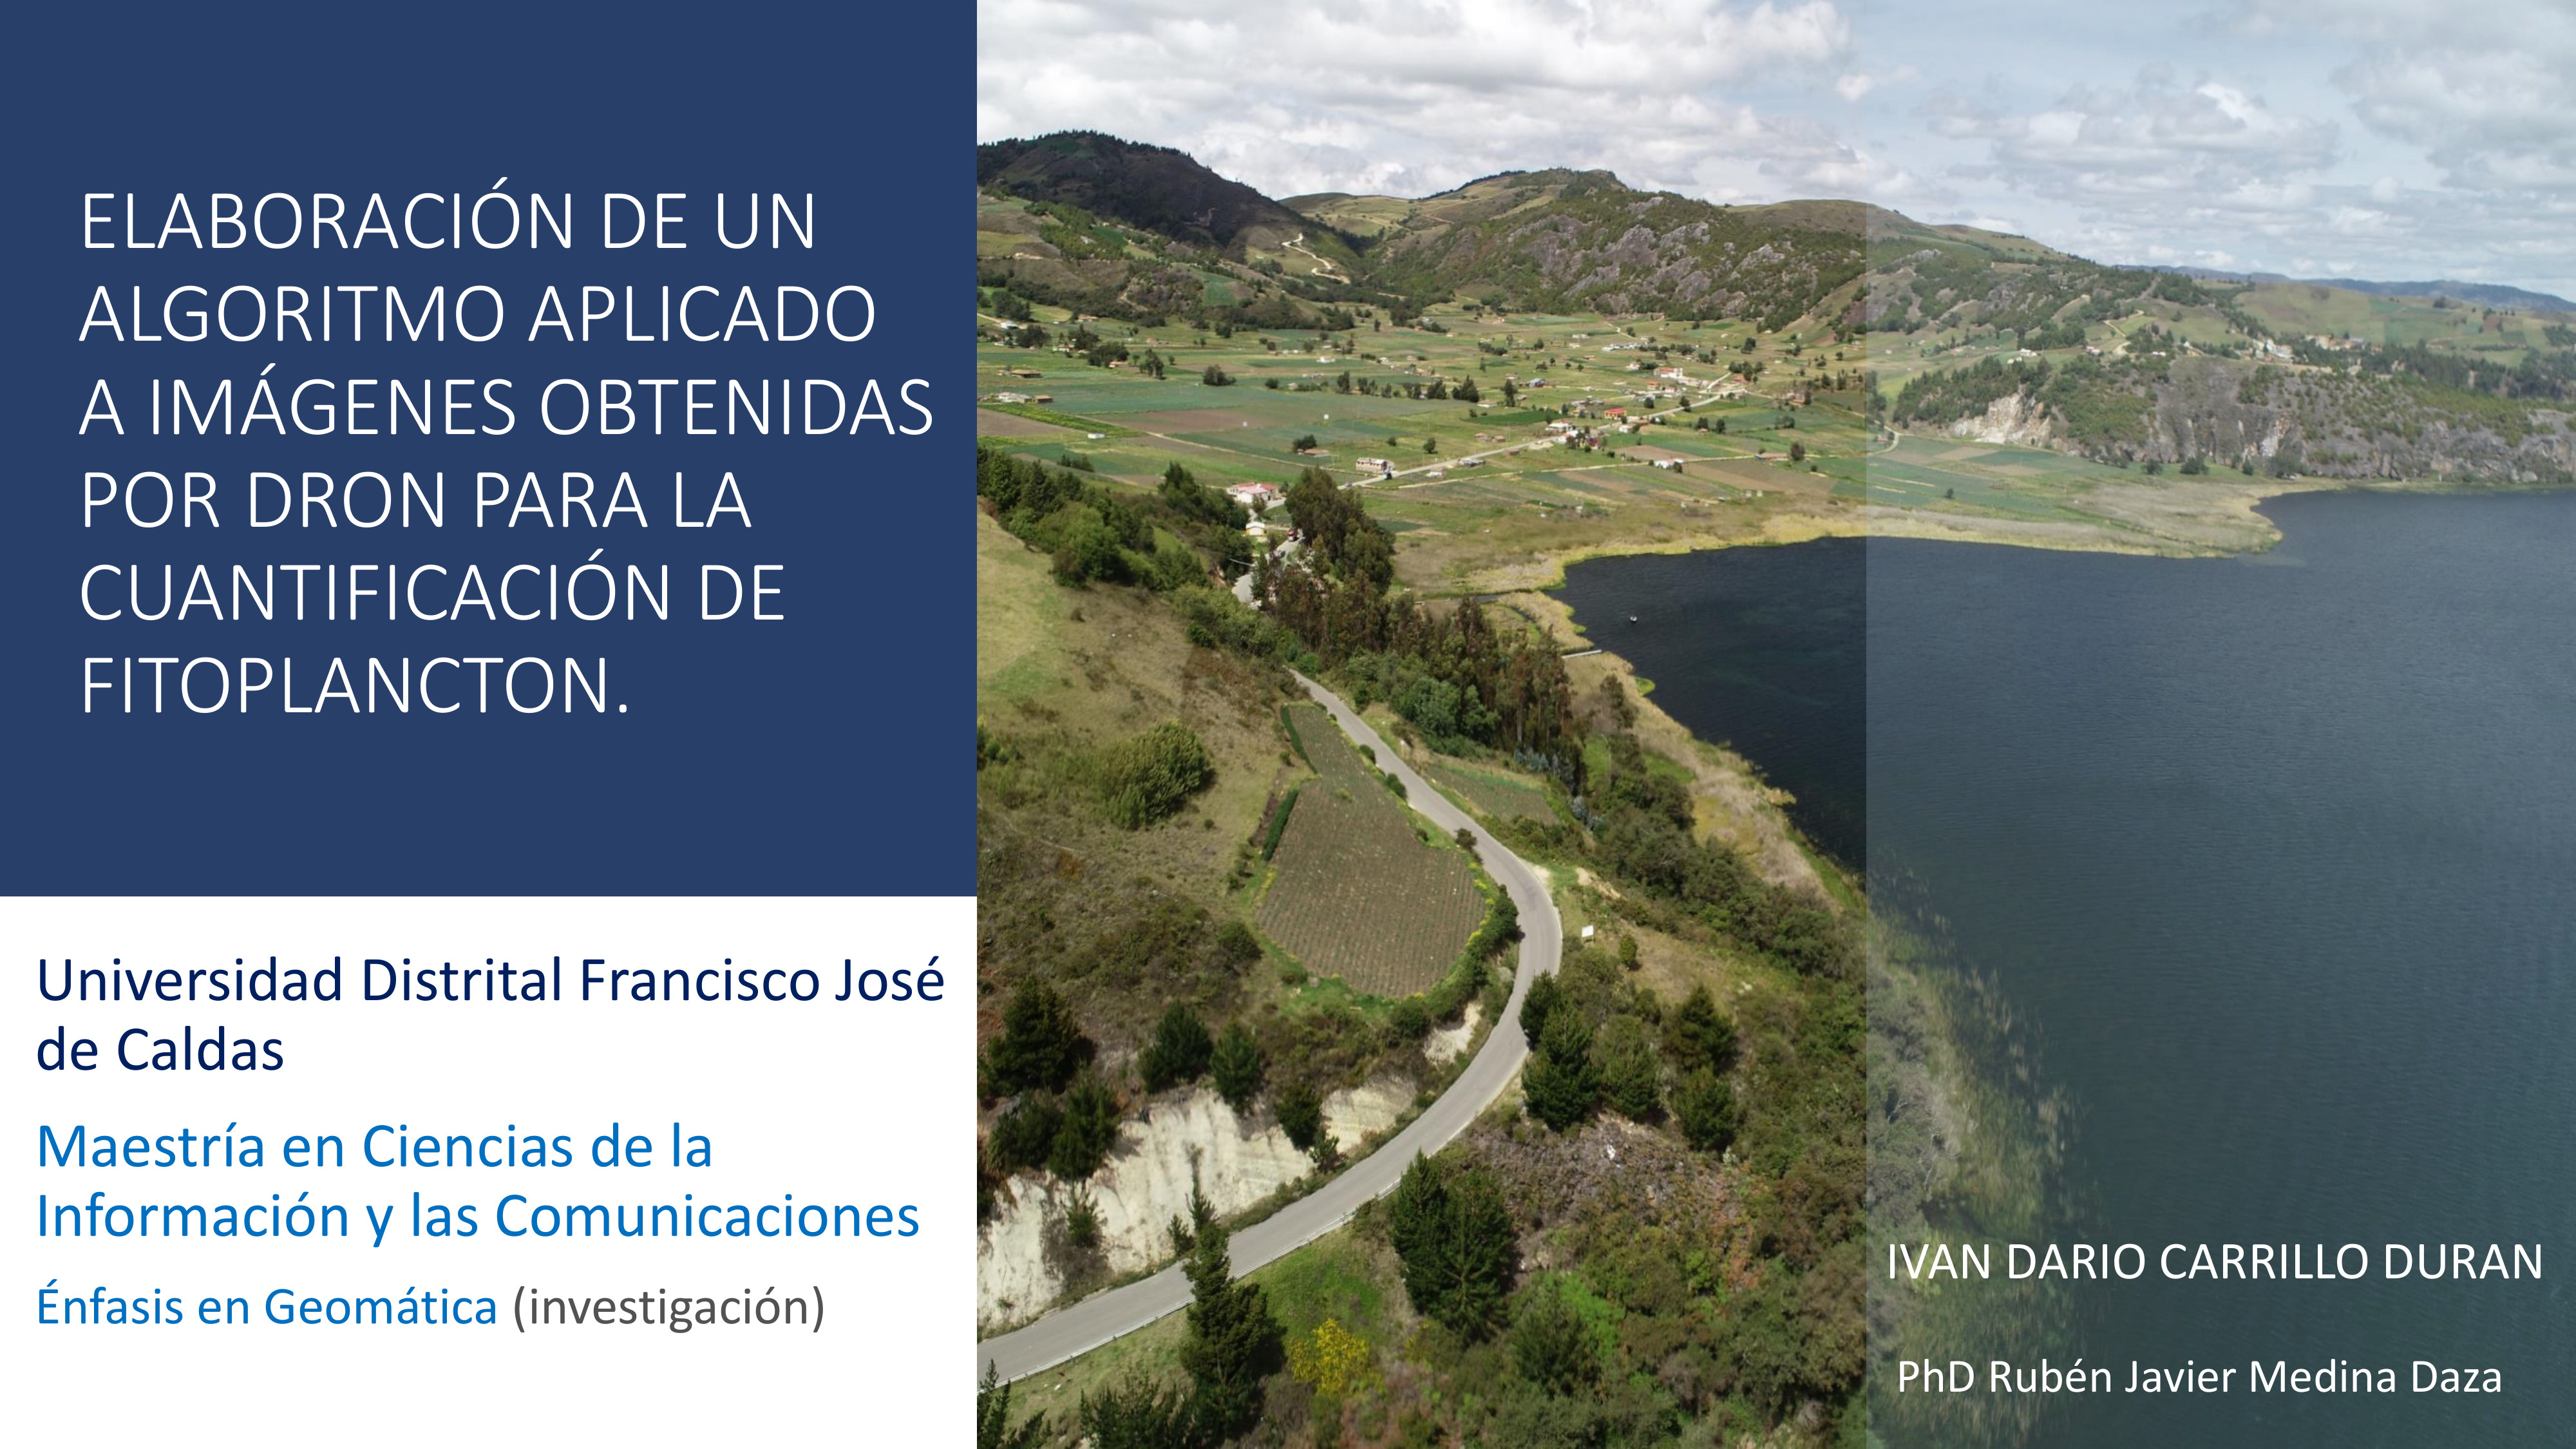 ELABORACIÓN DE UN
ALGORITMO APLICADO
A IMÁGENES OBTENIDAS
POR DRON PARA LA
CUANTIFICACIÓN DE
FITOPLANCTON.
Universidad Distrital Francisco José
de Caldas
Maestría en Ciencias de la
Información y las Comunicaciones
Énfasis en Geomática (investigación)
IVAN DARIO CARRILLO DURAN
PhD Rubén Javier Medina Daza